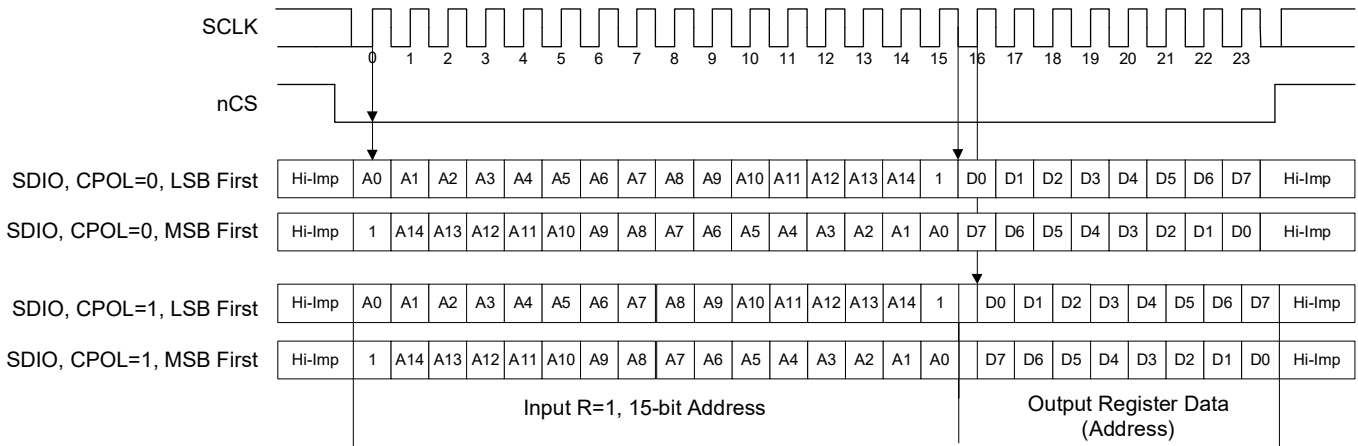 SCLK
0 1 2 3 4 5 6 7 8 9 10 11 12 13 14 15 16 17 18 19 20 21 22 23
nCS
SDIO, CPOL=0, LSB First Hi-Imp A0 A1 A2 A3 A4 A5 A6 A7 A8 A9 A10 A11 A12 A13 A14 1 D0 D1 D2 D3 D4 D5 D6 D7 Hi-Imp
SDIO, CPOL=0, MSB First Hi-Imp 1 A14 A13 A12 A11 A10 A9 A8 A7 A6 A5 A4 A3 A2 A1 A0 D7 D6 D5 D4 D3 D2 D1 D0 Hi-Imp
SDIO, CPOL=1, LSB First Hi-Imp A0 A1 A2 A3 A4 A5 A6 A7 A8 A9 A10 A11 A12 A13 A14 1 D0 D1 D2 D3 D4 D5 D6 D7 Hi-Imp
SDIO, CPOL=1, MSB First Hi-Imp 1 A14 A13 A12 A11 A10 A9 A8 A7 A6 A5 A4 A3 A2 A1 A0 D7 D6 D5 D4 D3 D2 D1 D0 Hi-Imp
Input R=1, 15-bit Address
Output Register Data
(Address)